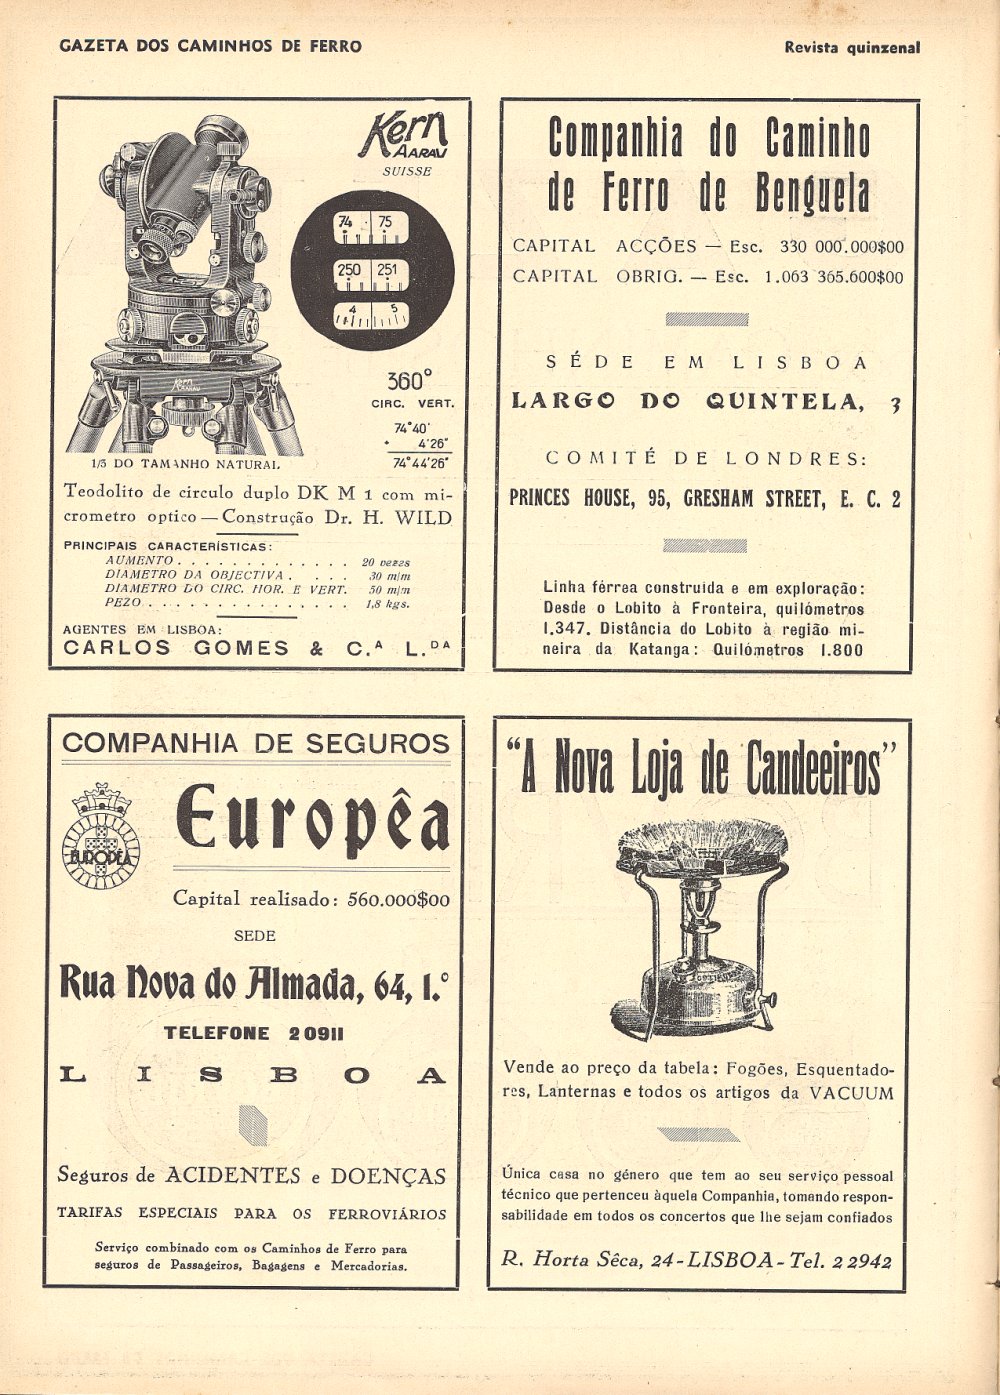 GAZETA DOS CAMINHOS DE FERRO
Revista quinzenal
Kern
AARAU
SUISSE
74 75
250 251
4 5
Kern
AARAU
360°
CIRC. VERT.
74°40'
+ 4'26"
74°44'26"
1/5 DO TAMANHO NATURAL
Teodolito de circulo duplo DK M 1 com mi-
crometro optico — Construção Dr. H. WILD
PRINCIPAIS CARACTERÍSTICAS:
AUMENTO . . . . . . . . . . . . . 20 vezes
DIAMETRO DA OBJECTIVA . . . . 30 m|m
DIAMETRO DO CIRC. HOR. E VERT. 50 m|m
PEZO . . . . . . . . . . . . . . . 1,8 kgs.
AGENTES EM LISBOA:
CARLOS GOMES & C.A L.DA
Companhia do Caminho
de Ferro de Benguela
CAPITAL ACÇÕES — Esc. 330 000.000$00
CAPITAL OBRIG. — Esc. 1.063 365.600$00
SÉDE EM LISBOA
LARGO DO QUINTELA, 3
COMITÉ DE LONDRES:
PRINCES HOUSE, 95, GRESHAM STREET, E. C. 2
Linha férrea construída e em exploração:
Desde o Lobito à Fronteira, quilómetros
1.347. Distância do Lobito à região mi-
neira da Katanga: Quilómetros 1.800
COMPANHIA DE SEGUROS
Europêa
EUROPÊA
Capital realisado: 560.000$00
SEDE
Rua Nova do Almada, 64, 1.º
TELEFONE 2 0911
LISBOA
Seguros de ACIDENTES e DOENÇAS
TARIFAS ESPECIAIS PARA OS FERROVIÁRIOS
Serviço combinado com os Caminhos de Ferro para
seguros de Passageiros, Bagagens e Mercadorias.
"A Nova Loja de Candeeiros"
Vende ao preço da tabela: Fogões, Esquentado-
res, Lanternas e todos os artigos da VACUUM
Única casa no género que tem ao seu serviço pessoal
técnico que pertenceu àquela Companhia, tomando respon-
sabilidade em todos os concertos que lhe sejam confiados
R. Horta Sêca, 24 - LISBOA - Tel. 2 2942